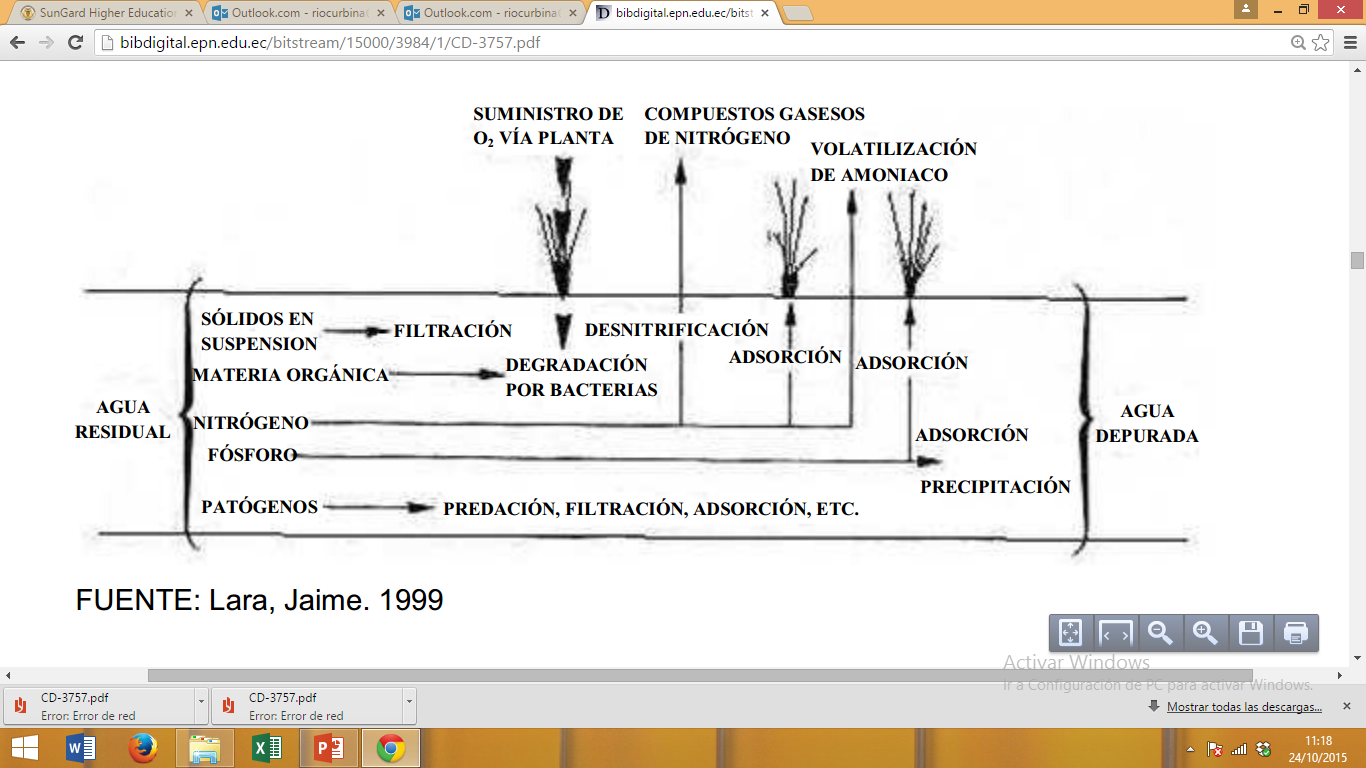 SunGard Higher Education
Outlook.com - riocurbina
Outlook.com - riocurbina
bibdigital.epn.edu.ec/bitst
bibdigital.epn.edu.ec/bitstream/15000/3984/1/CD-3757.pdf
SUMINISTRO DE
O₂ VÍA PLANTA
COMPUESTOS GASESOS
DE NITRÓGENO
VOLATILIZACIÓN
DE AMONIACO
SÓLIDOS EN
SUSPENSION
FILTRACIÓN
DESNITRIFICACIÓN
ADSORCIÓN
ADSORCIÓN
MATERIA ORGÁNICA
DEGRADACIÓN
POR BACTERIAS
AGUA
RESIDUAL
NITRÓGENO
FÓSFORO
ADSORCIÓN
PRECIPITACIÓN
AGUA
DEPURADA
PATÓGENOS
PREDACIÓN, FILTRACIÓN, ADSORCIÓN, ETC.
FUENTE: Lara, Jaime. 1999
Activar Windows
Ir a Configuración de PC para activar Windows.
CD-3757.pdf
Error: Error de red
CD-3757.pdf
Error: Error de red
Mostrar todas las descargas...
11:18
24/10/2015